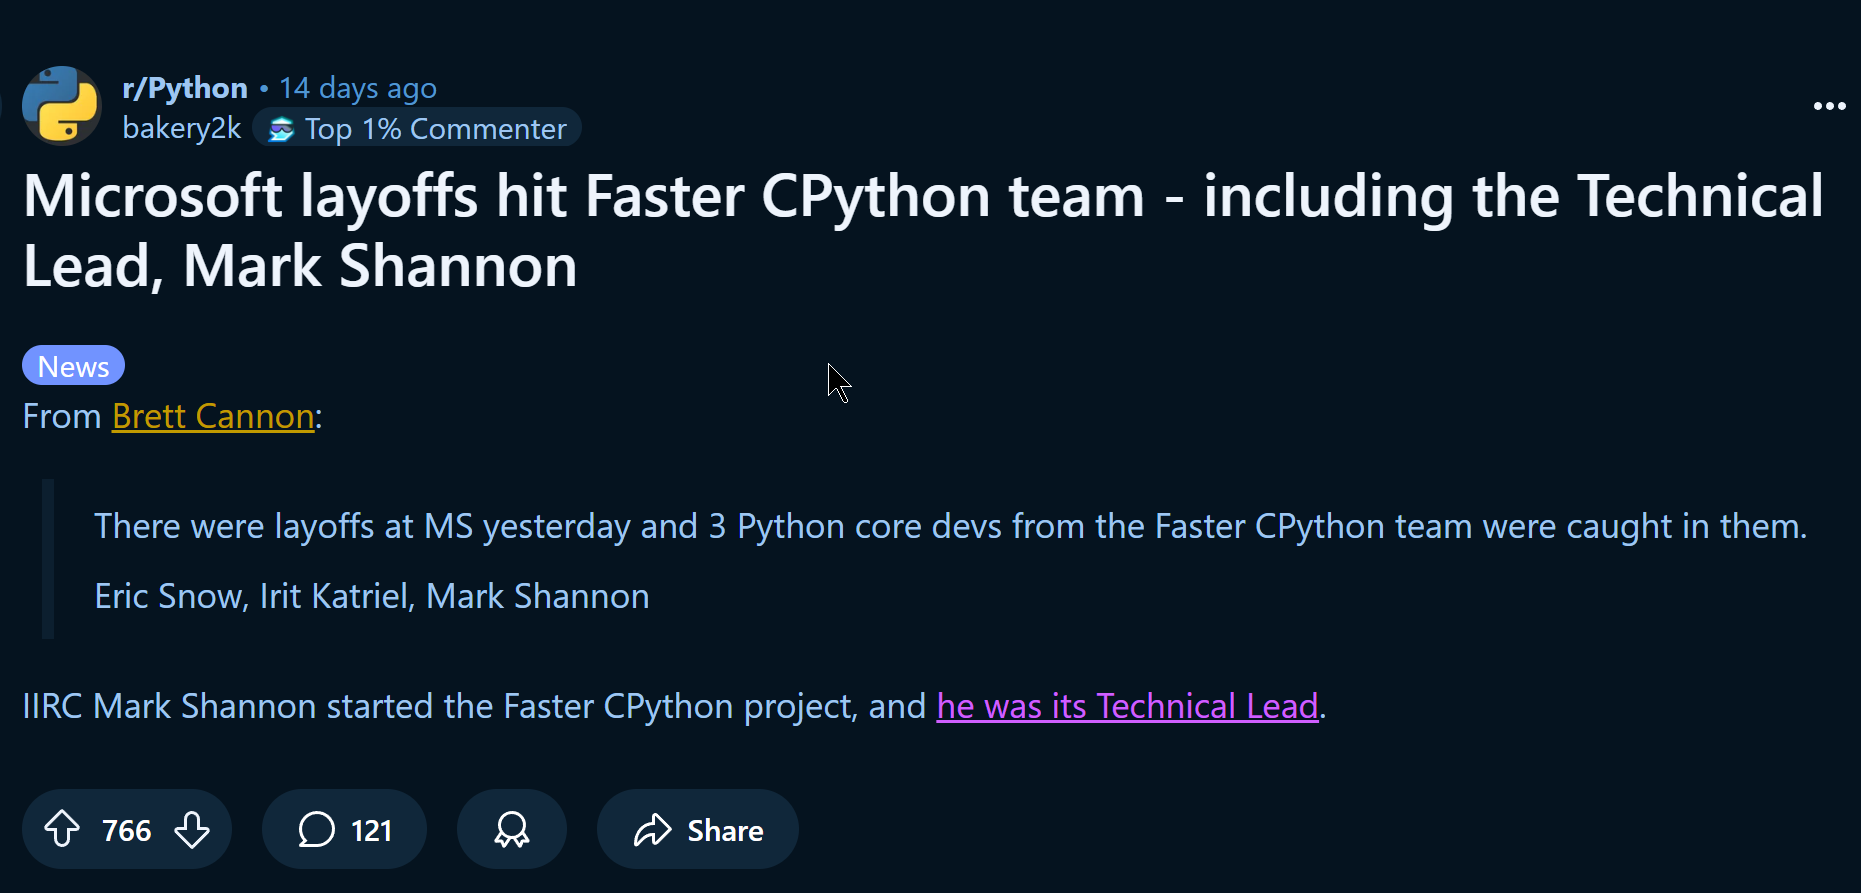 r/Python • 14 days ago
bakery2k Top 1% Commenter
Microsoft layoffs hit Faster CPython team - including the Technical
Lead, Mark Shannon
News
From Brett Cannon:
There were layoffs at MS yesterday and 3 Python core devs from the Faster CPython team were caught in them.
Eric Snow, Irit Katriel, Mark Shannon
IIRC Mark Shannon started the Faster CPython project, and he was its Technical Lead.
766 121 Share